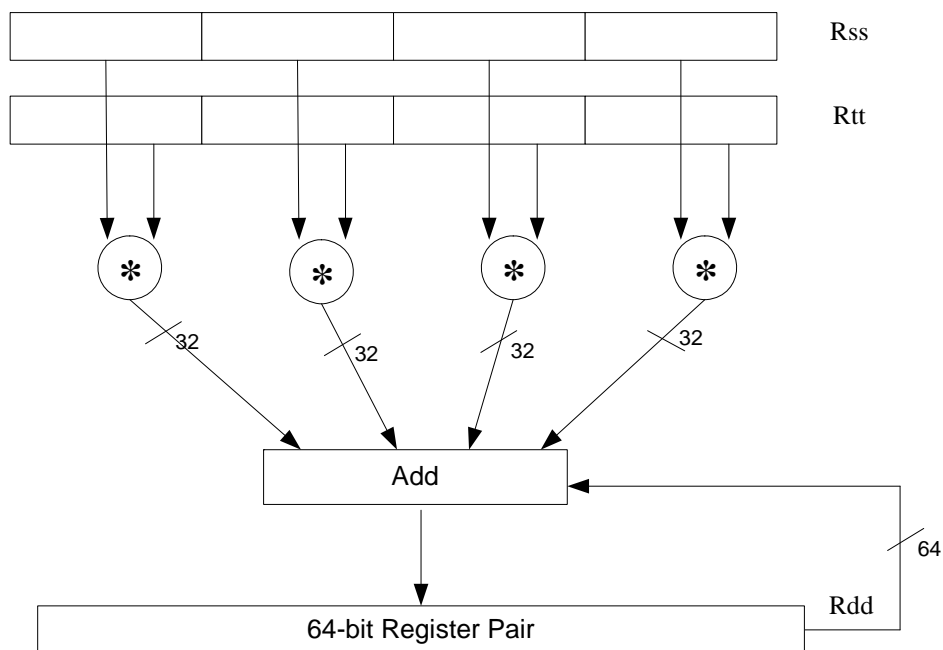 Rss
Rtt
* * * *
32 32 32 32
Add
64
Rdd
64-bit Register Pair